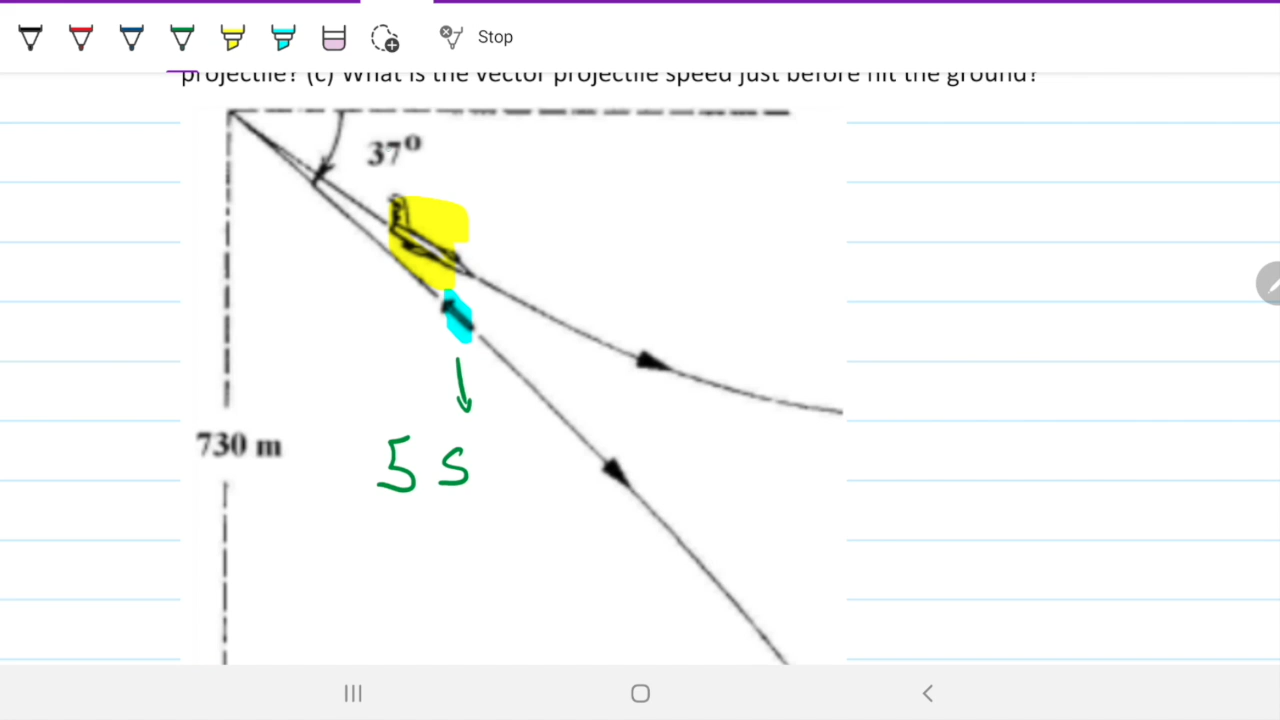 Stop
projectile? (c) What is the vector projectile speed just before hit the ground?
37°
730 m
5 s